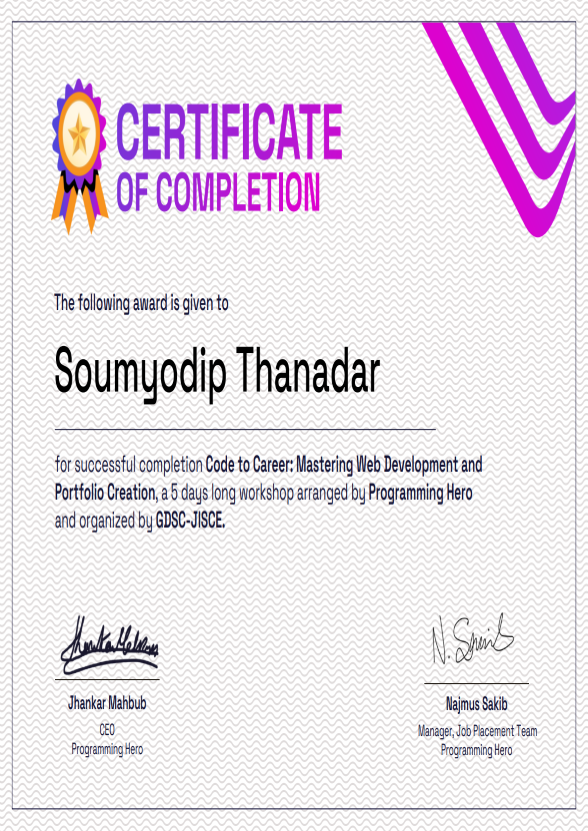 CERTIFICATE
OF COMPLETION
The following award is given to
Soumyodip Thanadar
for successful completion Code to Career: Mastering Web Development and
Portfolio Creation, a 5 days long workshop arranged by Programming Hero
and organized by GDSC-JISCE.
N. Sakib
Jhankar Mahbub
CEO
Programming Hero
Najmus Sakib
Manager, Job Placement Team
Programming Hero